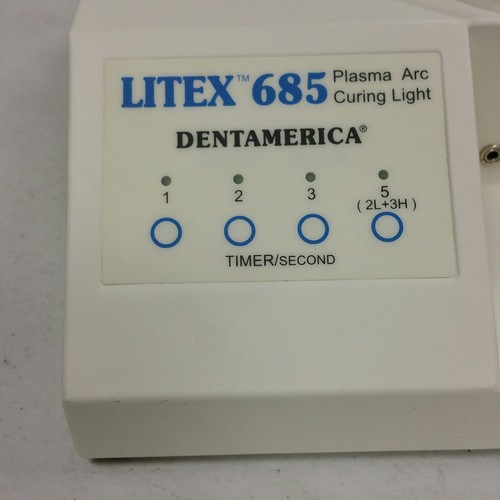 LITEX™ 685 Plasma Arc
Curing Light
DENTAMERICA®
1 2 3 5
( 2L+3H )
TIMER/SECOND